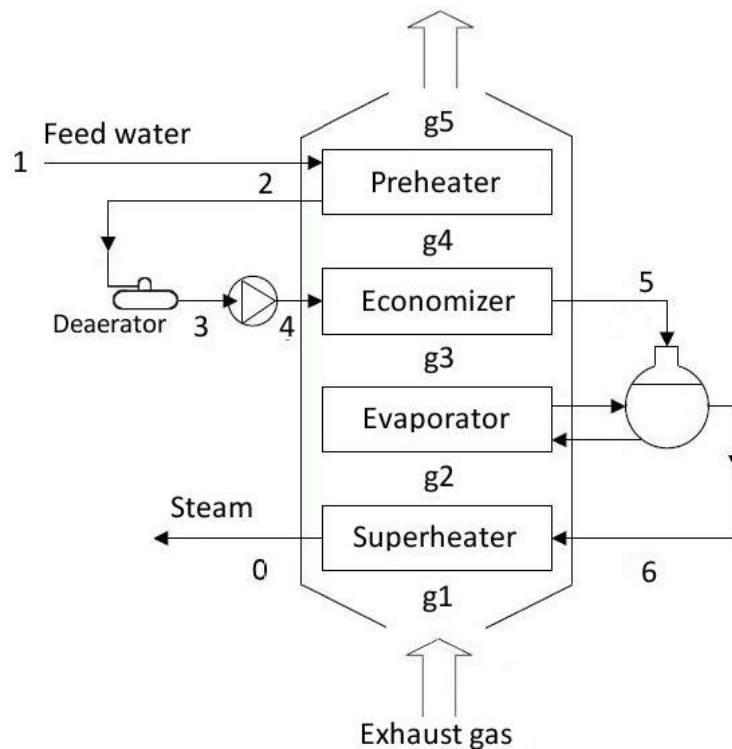 g5
Feed water
1
Preheater
2
g4
5
Economizer
Deaerator
3
4
g3
Evaporator
g2
Steam
Superheater
0
6
g1
Exhaust gas